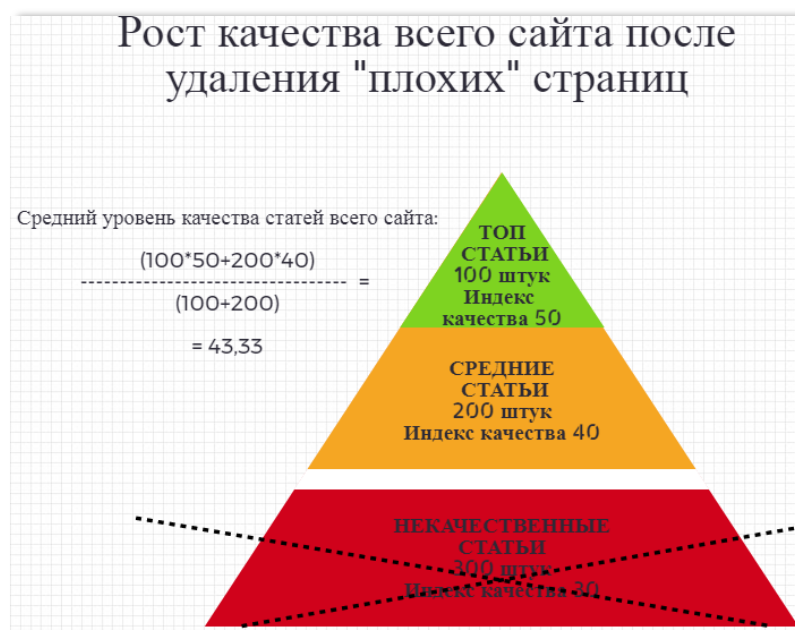 Рост качества всего сайта после
удаления "плохих" страниц
Средний уровень качества статей всего сайта:
(100*50+200*40)
---------------------------------- =
(100+200)
= 43,33
ТОП
СТАТЬИ
100 штук
Индекс
качества 50
СРЕДНИЕ
СТАТЬИ
200 штук
Индекс качества 40
НЕКАЧЕСТВЕННЫЕ
СТАТЬИ
300 штук
Индекс качества 30